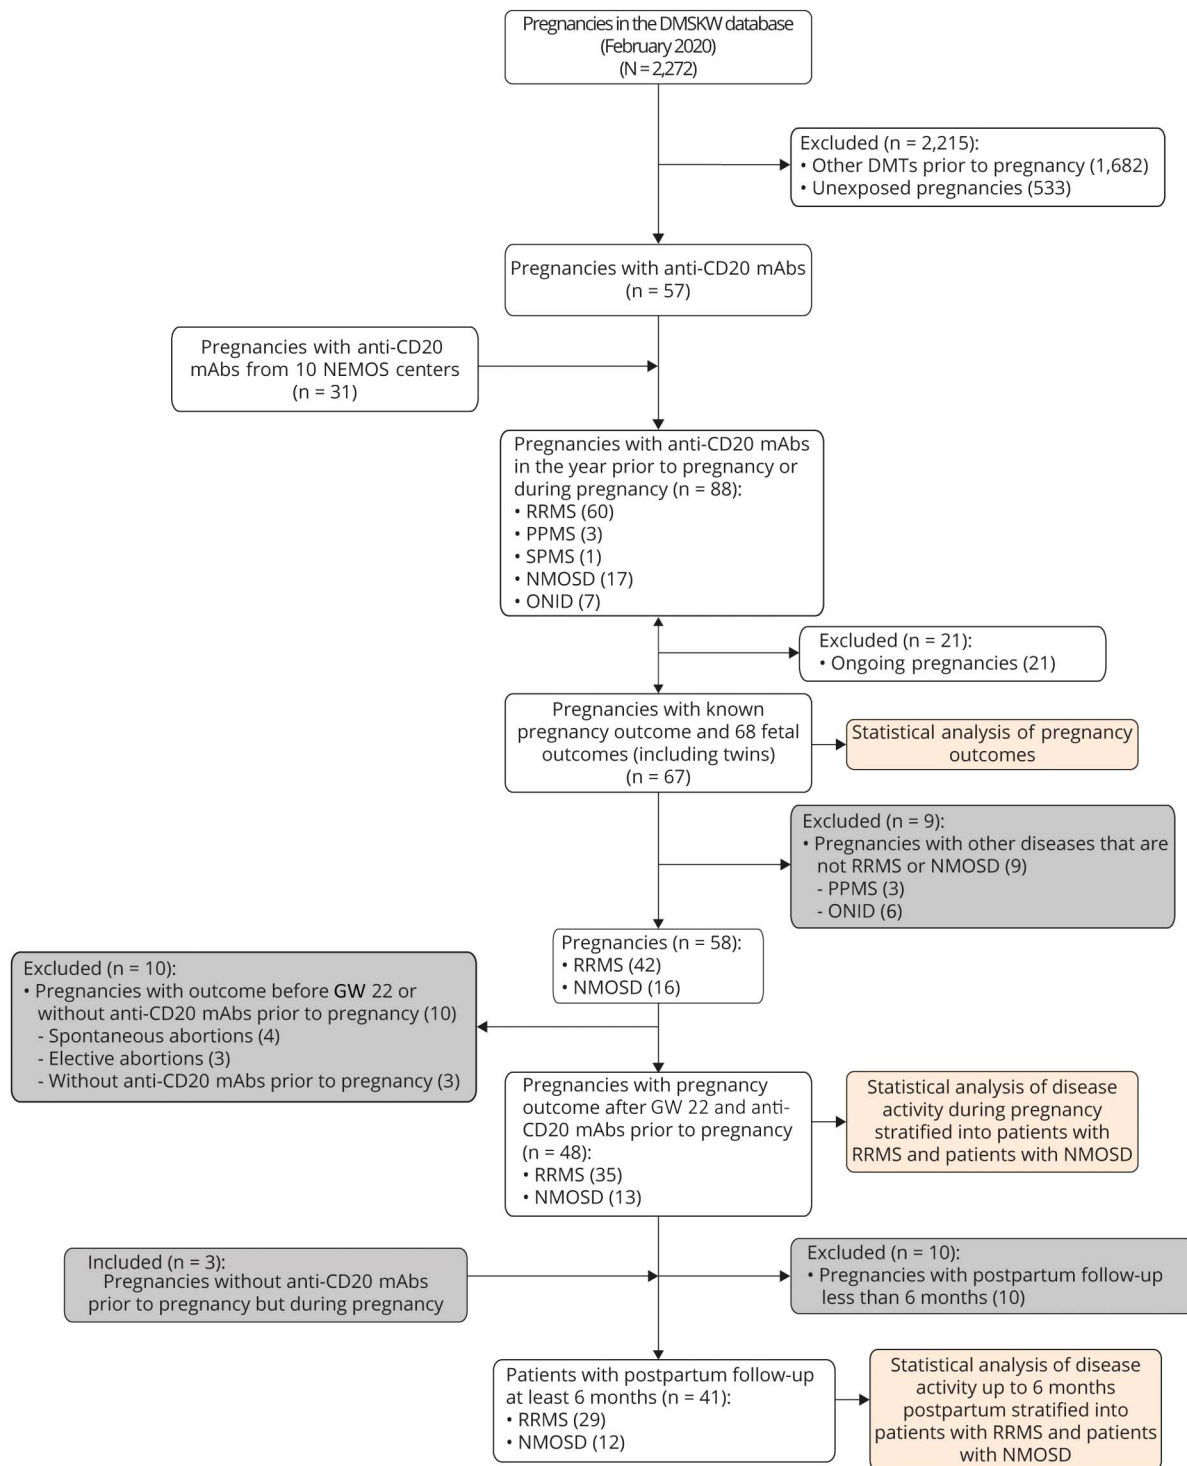 Pregnancies in the DMSKW database
(February 2020)
(N = 2,272)
Excluded (n = 2,215):
• Other DMTs prior to pregnancy (1,682)
• Unexposed pregnancies (533)
Pregnancies with anti-CD20 mAbs
(n = 57)
Pregnancies with anti-CD20
mAbs from 10 NEMOS centers
(n = 31)
Pregnancies with anti-CD20 mAbs
in the year prior to pregnancy or
during pregnancy (n = 88):
• RRMS (60)
• PPMS (3)
• SPMS (1)
• NMOSD (17)
• ONID (7)
Excluded (n = 21):
• Ongoing pregnancies (21)
Pregnancies with known
pregnancy outcome and 68 fetal
outcomes (including twins)
(n = 67)
Statistical analysis of pregnancy
outcomes
Excluded (n = 9):
• Pregnancies with other diseases that are
not RRMS or NMOSD (9)
- PPMS (3)
- ONID (6)
Pregnancies (n = 58):
• RRMS (42)
• NMOSD (16)
Excluded (n = 10):
• Pregnancies with outcome before GW 22 or
without anti-CD20 mAbs prior to pregnancy (10)
- Spontaneous abortions (4)
- Elective abortions (3)
- Without anti-CD20 mAbs prior to pregnancy (3)
Pregnancies with pregnancy
outcome after GW 22 and anti-
CD20 mAbs prior to pregnancy
(n = 48):
• RRMS (35)
• NMOSD (13)
Statistical analysis of disease
activity during pregnancy
stratified into patients with
RRMS and patients with NMOSD
Included (n = 3):
Pregnancies without anti-CD20 mAbs
prior to pregnancy but during pregnancy
Excluded (n = 10):
• Pregnancies with postpartum follow-up
less than 6 months (10)
Patients with postpartum follow-up
at least 6 months (n = 41):
• RRMS (29)
• NMOSD (12)
Statistical analysis of disease
activity up to 6 months
postpartum stratified into
patients with RRMS and patients
with NMOSD